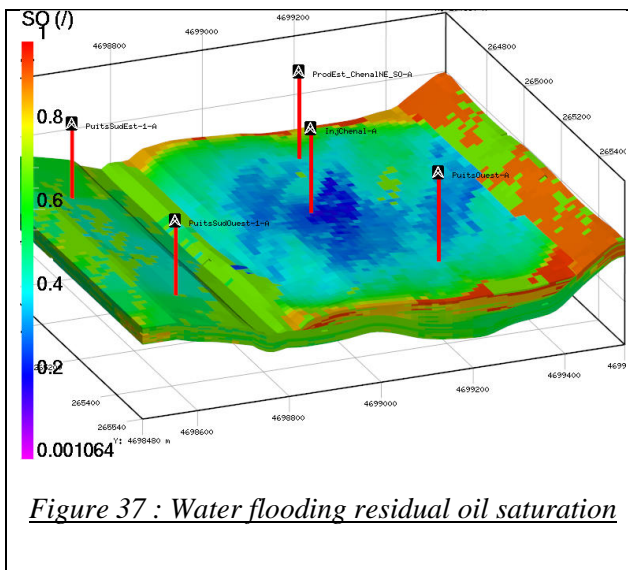 SO (/)
1
0.8
0.6
0.4
0.2
0.001064
4698800
4699200
264800
265000
265200
265400
ProdEst_ChenalNE_SO-A
PuitsSudEst-1-A
InjChenal-A
PuitsOuest-A
PuitsSudOuest-1-A
265400
265540
Y: 4698480 m
4698600
4698800
4699000
4699200
4699400
Figure 37 : Water flooding residual oil saturation